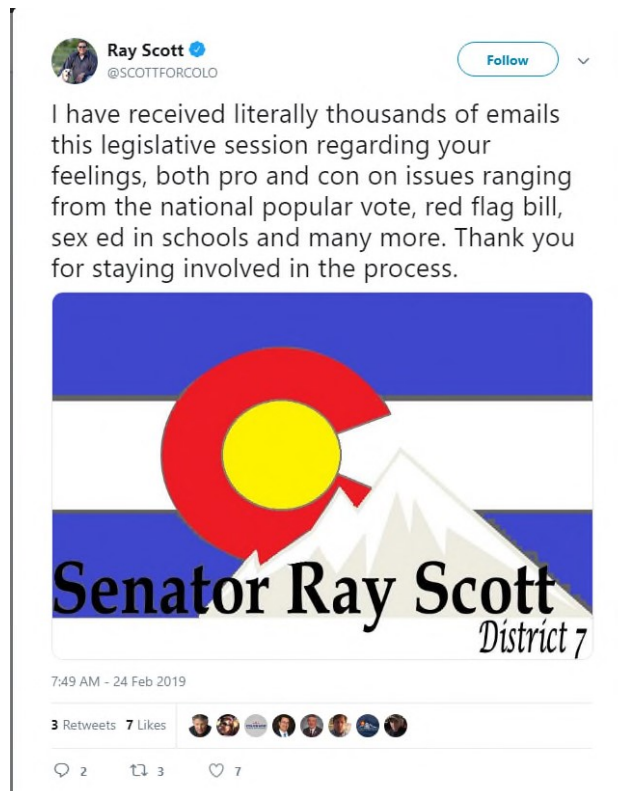 Ray Scott
@SCOTTFORCOLO
Follow
I have received literally thousands of emails
this legislative session regarding your
feelings, both pro and con on issues ranging
from the national popular vote, red flag bill,
sex ed in schools and many more. Thank you
for staying involved in the process.
Senator Ray Scott
District 7
7:49 AM - 24 Feb 2019
3 Retweets 7 Likes
2 3 7